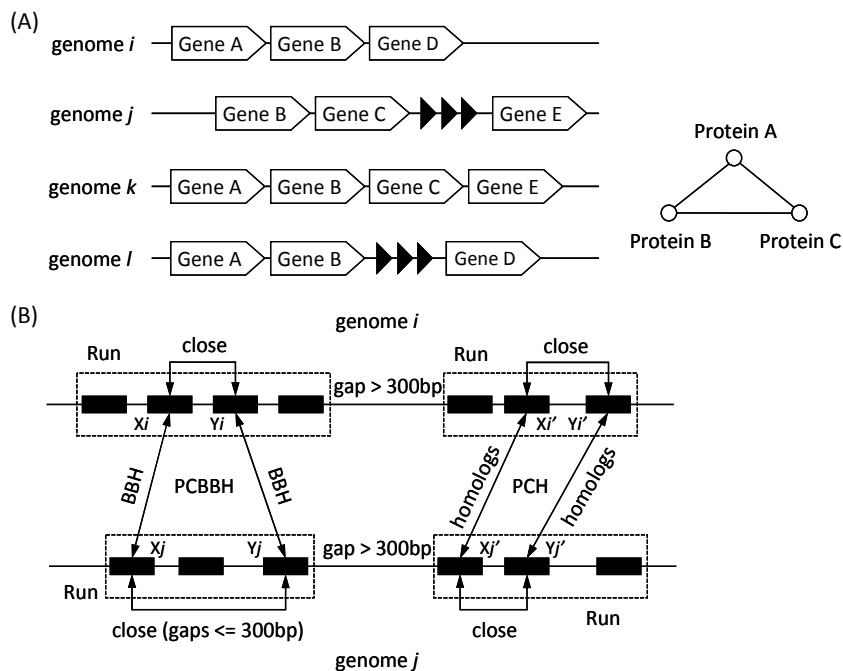 (A)
genome i
Gene A Gene B Gene D
genome j
Gene B Gene C Gene E
genome k
Gene A Gene B Gene C Gene E
genome l
Gene A Gene B Gene D
Protein A
Protein B Protein C
(B)
genome i
Run close Run close
gap > 300bp
Xi Yi Xi’ Yi’
BBH PCBBH BBH homologs PCH homologs
Xj Yj gap > 300bp Xj’ Yj’
Run Run
close (gaps <= 300bp) close
genome j